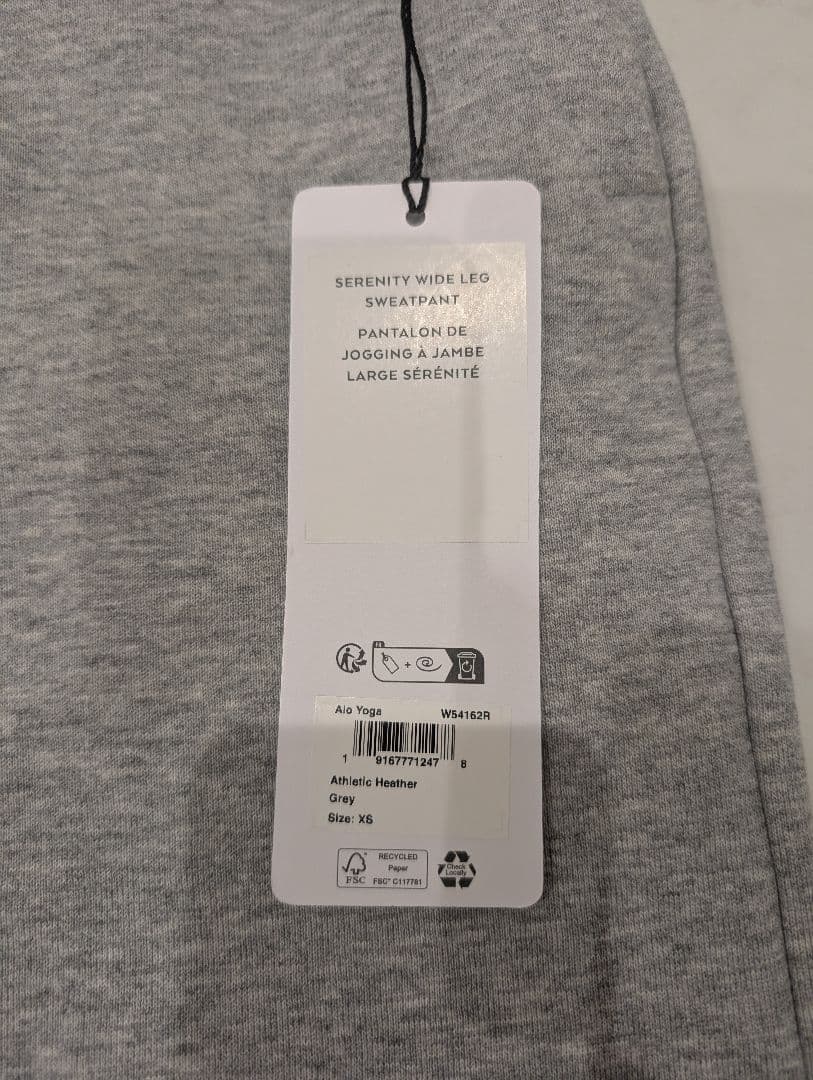 SERENITY WIDE LEG
SWEATPANT
PANTALON DE
JOGGING À JAMBE
LARGE SÉRÉNITÉ
Alo Yoga W54162R
1 9167771247 8
Athletic Heather
Grey
Size: XS
RECYCLED
Paper
FSC FSC® C117781
Check
Locally